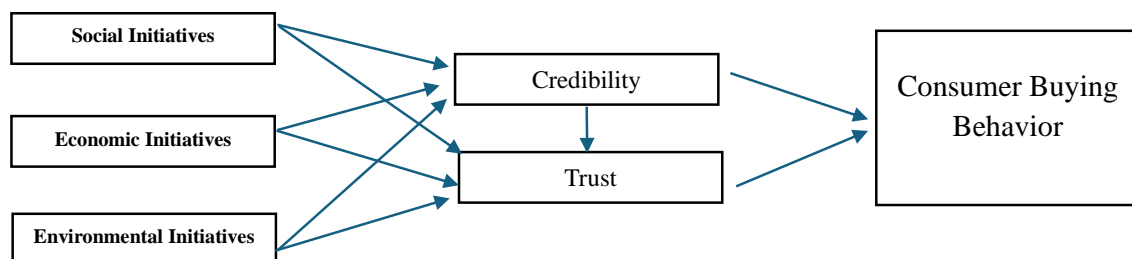 Social Initiatives
Credibility
Consumer Buying
Behavior
Economic Initiatives
Trust
Environmental Initiatives